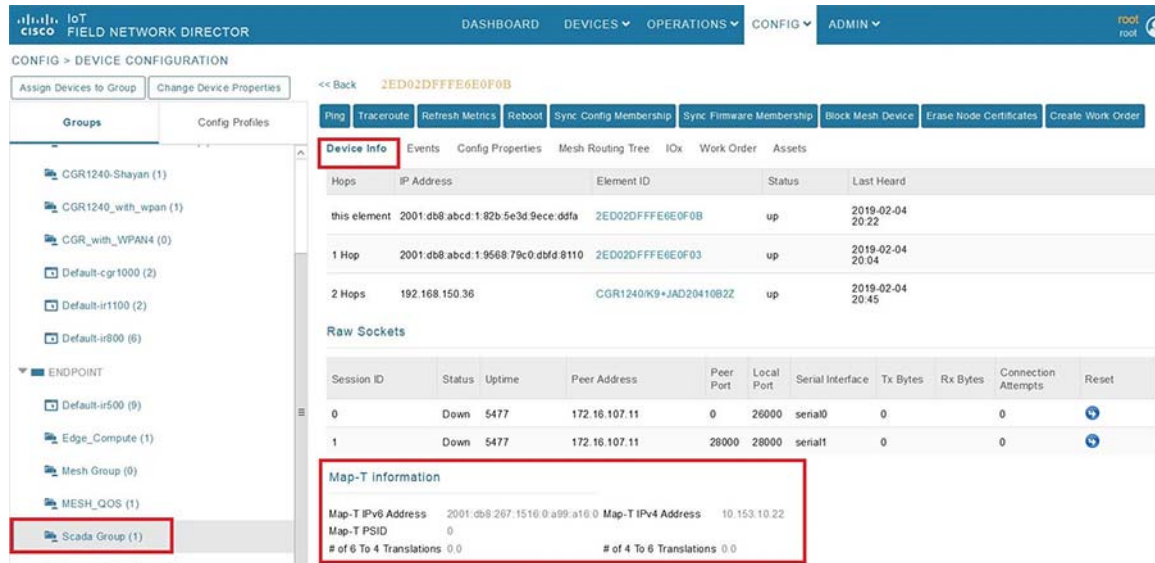 cisco IoT
FIELD NETWORK DIRECTOR
DASHBOARD DEVICES OPERATIONS CONFIG ADMIN
root
root
CONFIG > DEVICE CONFIGURATION
Assign Devices to Group Change Device Properties
<< Back 2ED02DFFFE6E0F0B
Groups Config Profiles
Ping Traceroute Refresh Metrics Reboot Sync Config Membership Sync Firmware Membership Block Mesh Device Erase Node Certificates Create Work Order
Device Info Events Config Properties Mesh Routing Tree IOx Work Order Assets
CGR1240-Shayan (1)
CGR1240_with_wpan (1)
CGR_with_WPAN4 (0)
Default-cgr1000 (2)
Default-ir1100 (2)
Default-ir800 (6)
ENDPOINT
Default-ir500 (9)
Edge_Compute (1)
Mesh Group (0)
MESH_QOS (1)
Scada Group (1)
Hops IP Address Element ID Status Last Heard
this element 2001:db8:abcd:1:82b:5e3d:9ece:ddfa 2ED02DFFFE6E0F0B up 2019-02-04 20:22
1 Hop 2001:db8:abcd:1:9568:79c0:dbfd:8110 2ED02DFFFE6E0F03 up 2019-02-04 20:04
2 Hops 192.168.150.36 CGR1240/K9+JAD20410B2Z up 2019-02-04 20:45
Raw Sockets
Session ID Status Uptime Peer Address Peer Port Local Port Serial Interface Tx Bytes Rx Bytes Connection Attempts Reset
0 Down 5477 172.16.107.11 0 26000 serial0 0 0
1 Down 5477 172.16.107.11 28000 28000 serial1 0 0
Map-T information
Map-T IPv6 Address 2001:db8:267:1516:0:a99:a16:0 Map-T IPv4 Address 10.153.10.22
Map-T PSID 0
# of 6 To 4 Translations 0.0 # of 4 To 6 Translations 0.0